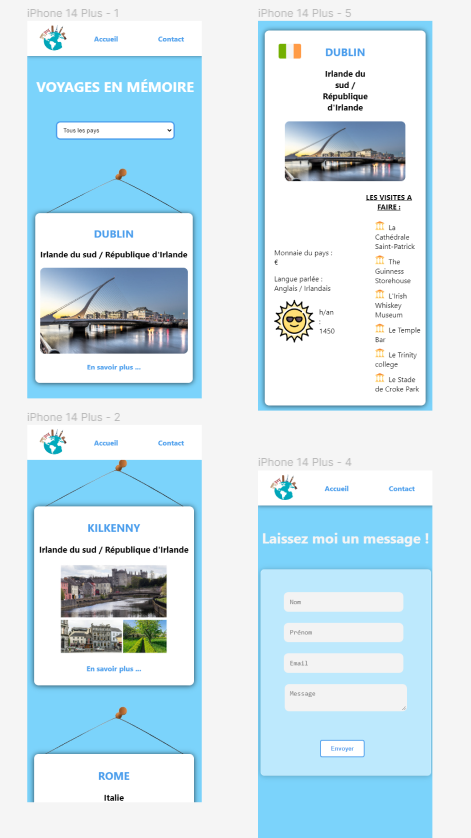 iPhone 14 Plus - 1
Accueil
Contact
VOYAGES EN MÉMOIRE
Tous les pays
DUBLIN
Irlande du sud / République d'Irlande
En savoir plus ...
iPhone 14 Plus - 2
Accueil
Contact
KILKENNY
Irlande du sud / République d'Irlande
En savoir plus ...
ROME
Italie
iPhone 14 Plus - 5
DUBLIN
Irlande du
sud /
République
d'Irlande
LES VISITES A
FAIRE :
Monnaie du pays :
€
Langue parlée :
Anglais / Irlandais
h/an
:
1450
La
Cathédrale
Saint-Patrick
The
Guinness
Storehouse
L'Irish
Whiskey
Museum
Le Temple
Bar
Le Trinity
college
Le Stade
de Croke Park
iPhone 14 Plus - 4
Accueil
Contact
Laissez moi un message !
Nom
Prénom
Email
Message
Envoyer